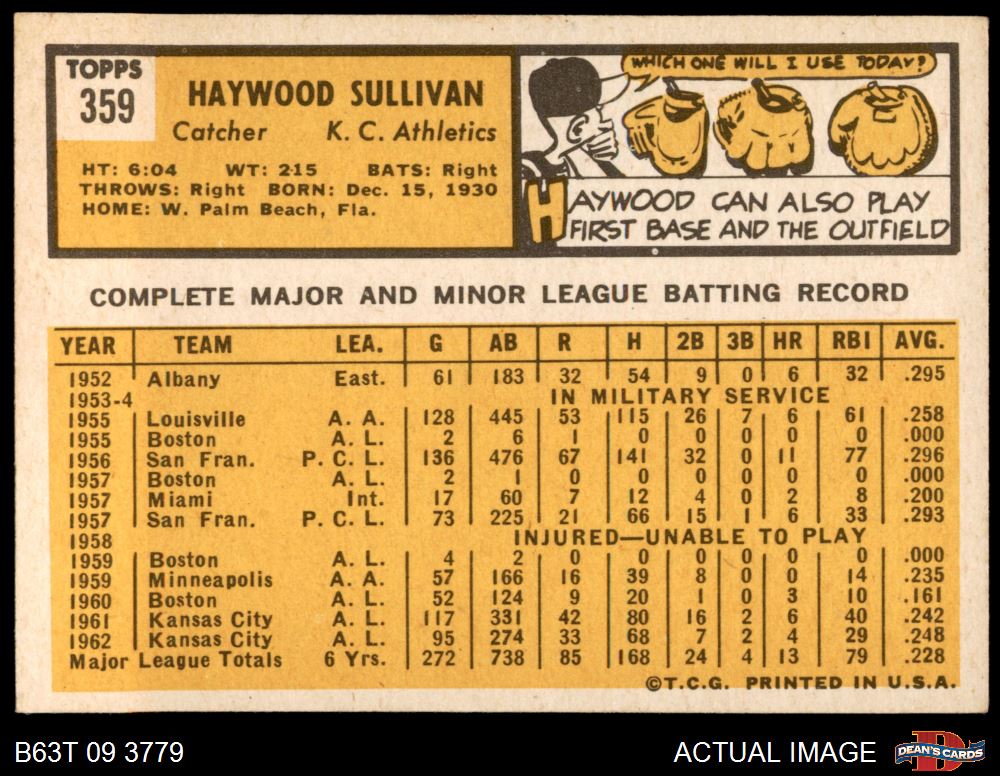 TOPPS
359
HAYWOOD SULLIVAN
Catcher K. C. Athletics
HT: 6:04 WT: 215 BATS: Right
THROWS: Right BORN: Dec. 15, 1930
HOME: W. Palm Beach, Fla.
WHICH ONE WILL I USE TODAY?
HAYWOOD CAN ALSO PLAY
FIRST BASE AND THE OUTFIELD
COMPLETE MAJOR AND MINOR LEAGUE BATTING RECORD
YEAR TEAM LEA. G AB R H 2B 3B HR RBI AVG.
1952 Albany East. 61 183 32 54 9 0 6 32 .295
1953-4 IN MILITARY SERVICE
1955 Louisville A. A. 128 445 53 115 26 7 6 61 .258
1955 Boston A. L. 2 6 1 0 0 0 0 0 .000
1956 San Fran. P. C. L. 136 476 67 141 32 0 11 77 .296
1957 Boston A. L. 2 1 0 0 0 0 0 0 .000
1957 Miami Int. 17 60 7 12 4 0 2 8 .200
1957 San Fran. P. C. L. 73 225 21 66 15 1 6 33 .293
1958 INJURED—UNABLE TO PLAY
1959 Boston A. L. 4 2 0 0 0 0 0 0 .000
1959 Minneapolis A. A. 57 166 16 39 8 0 0 14 .235
1960 Boston A. L. 52 124 9 20 1 0 3 10 .161
1961 Kansas City A. L. 117 331 42 80 16 2 6 40 .242
1962 Kansas City A. L. 95 274 33 68 7 2 4 29 .248
Major League Totals 6 Yrs. 272 738 85 168 24 4 13 79 .228
©T.C.G. PRINTED IN U.S.A.
B63T 09 3779 ACTUAL IMAGE D DEAN'S CARDS